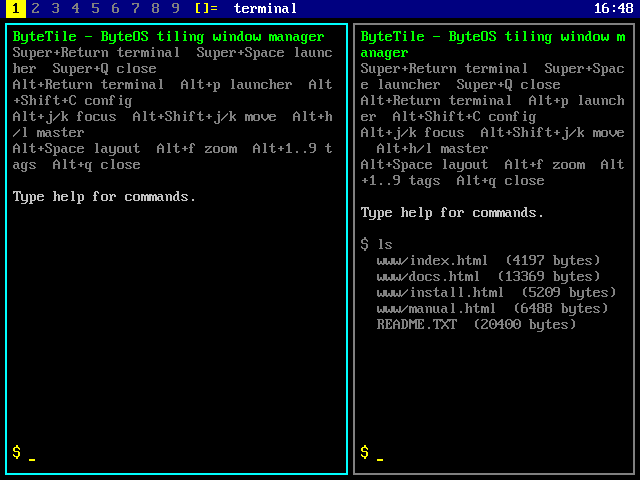 1 2 3 4 5 6 7 8 9 []= terminal 16:48
ByteTile - ByteOS tiling window manager
Super+Return terminal  Super+Space launc
her  Super+Q close
Alt+Return terminal  Alt+p launcher  Alt
+Shift+C config
Alt+j/k focus  Alt+Shift+j/k move  Alt+h
/l master
Alt+Space layout  Alt+f zoom  Alt+1..9 t
ags  Alt+q close
Type help for commands.
$ _
ByteTile - ByteOS tiling window m
anager
Super+Return terminal  Super+Spac
e launcher  Super+Q close
Alt+Return terminal  Alt+p launch
er  Alt+Shift+C config
Alt+j/k focus  Alt+Shift+j/k move
  Alt+h/l master
Alt+Space layout  Alt+f zoom  Alt
+1..9 tags  Alt+q close
Type help for commands.
$ ls
  www/index.html  (4197 bytes)
  www/docs.html  (13369 bytes)
  www/install.html  (5209 bytes)
  www/manual.html  (6488 bytes)
  README.TXT  (20400 bytes)
$ _